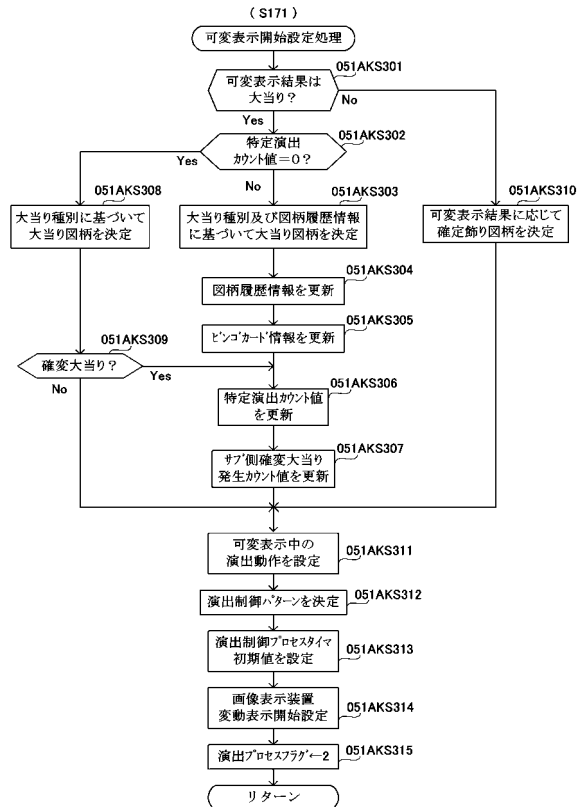 (S171)
可変表示開始設定処理
051AKS301
可変表示結果は
大当り?
No
Yes
051AKS302
特定演出
カウント値=0?
Yes
No
051AKS308
大当り種別に基づいて
大当り図柄を決定
051AKS303
大当り種別及び図柄履歴情報
に基づいて大当り図柄を決定
051AKS310
可変表示結果に応じて
確定飾り図柄を決定
051AKS304
図柄履歴情報を更新
051AKS305
ビンゴカード情報を更新
051AKS309
確変大当り?
Yes
No
051AKS306
特定演出カウント値
を更新
051AKS307
サブ側確変大当り
発生カウント値を更新
可変表示中の
演出動作を設定
051AKS311
演出制御パターンを決定
051AKS312
演出制御プロセスタイマ
初期値を設定
051AKS313
画像表示装置
変動表示開始設定
051AKS314
演出プロセスフラグ←2
051AKS315
リターン